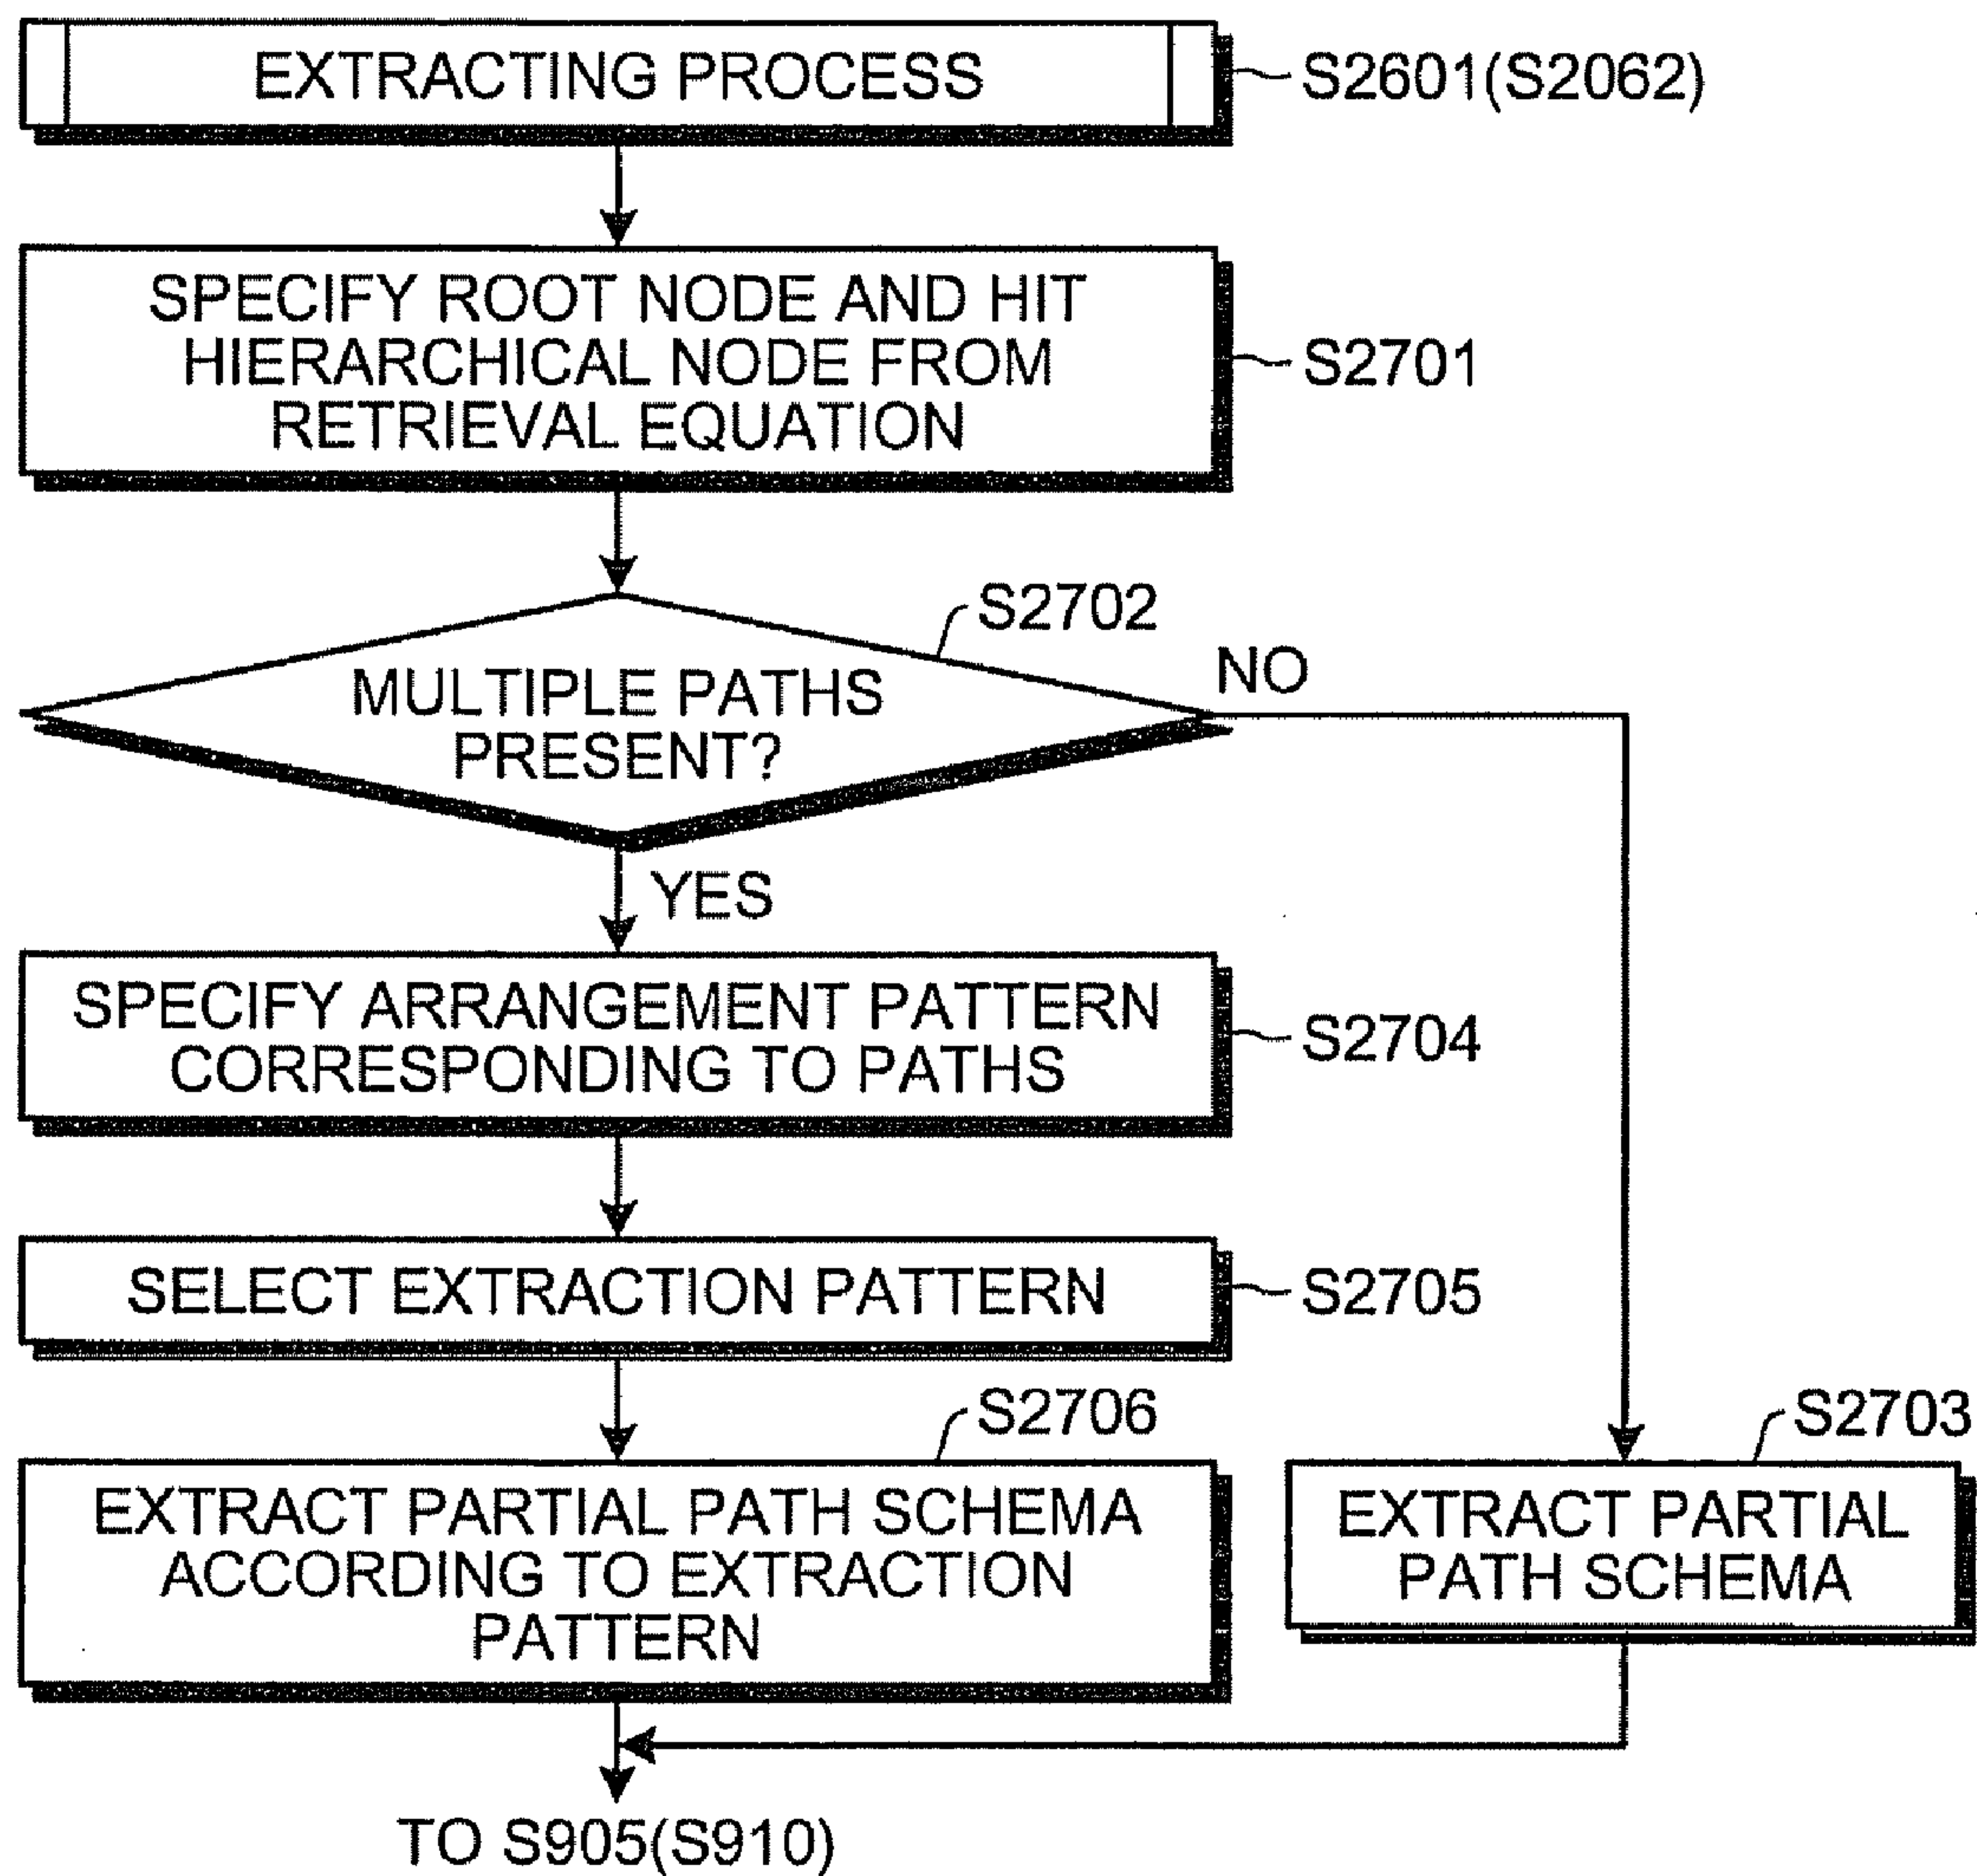 EXTRACTING PROCESS
S2601(S2062)
SPECIFY ROOT NODE AND HIT
HIERARCHICAL NODE FROM
RETRIEVAL EQUATION
S2701
S2702
MULTIPLE PATHS
PRESENT?
NO
YES
SPECIFY ARRANGEMENT PATTERN
CORRESPONDING TO PATHS
S2704
SELECT EXTRACTION PATTERN
S2705
S2706
EXTRACT PARTIAL PATH SCHEMA
ACCORDING TO EXTRACTION
PATTERN
S2703
EXTRACT PARTIAL
PATH SCHEMA
TO S905(S910)